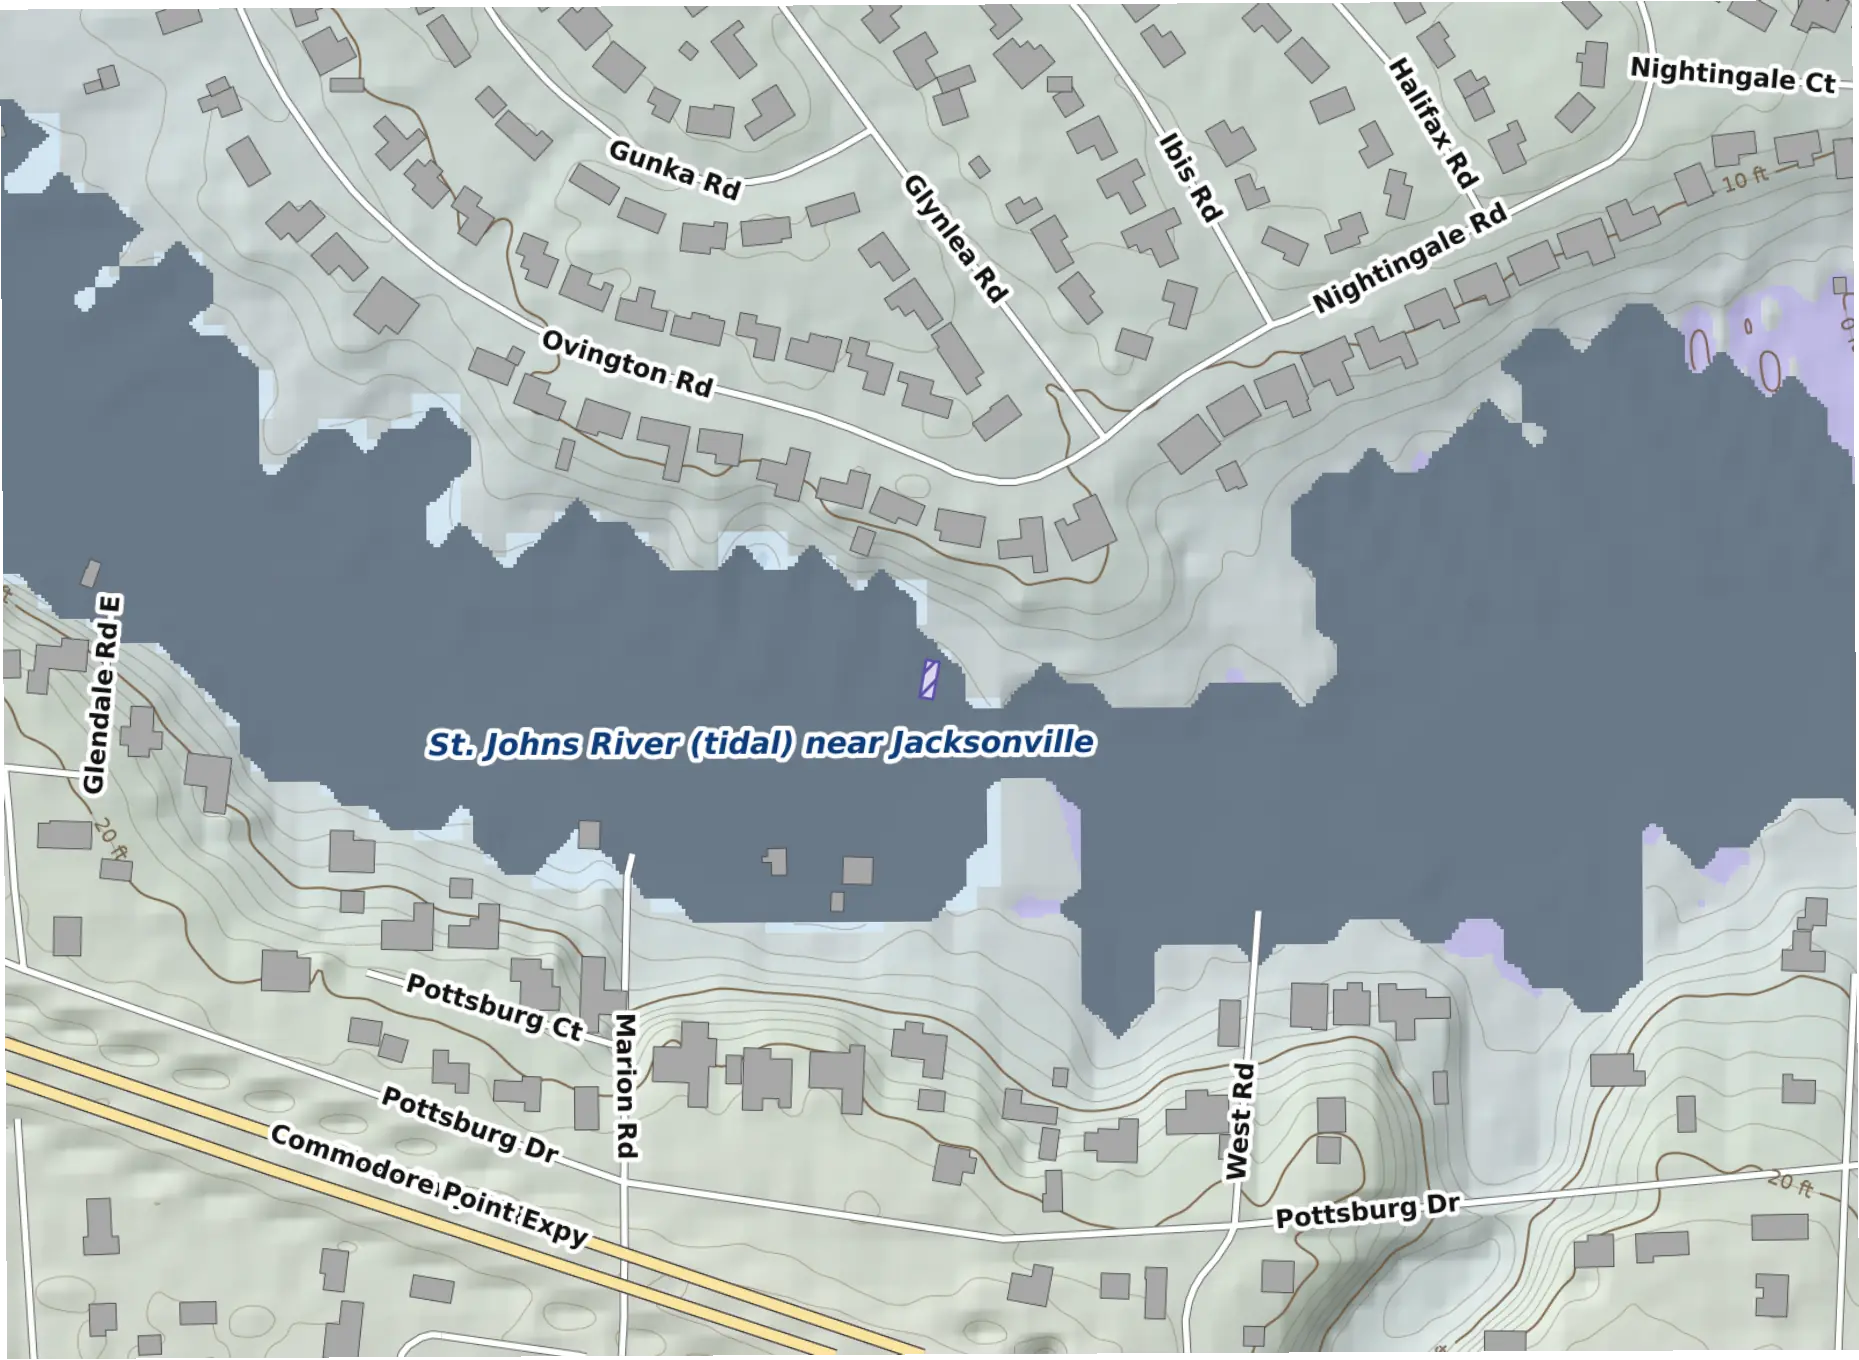 Nightingale Ct
Halifax Rd
Gunka Rd
Ibis Rd
10 ft
Glynlea Rd
Nightingale Rd
Ovington Rd
Glendale Rd E
St. Johns River (tidal) near Jacksonville
20 ft
Pottsburg Ct
Marion Rd
Pottsburg Dr
West Rd
Commodore Point Expy
Pottsburg Dr
20 ft